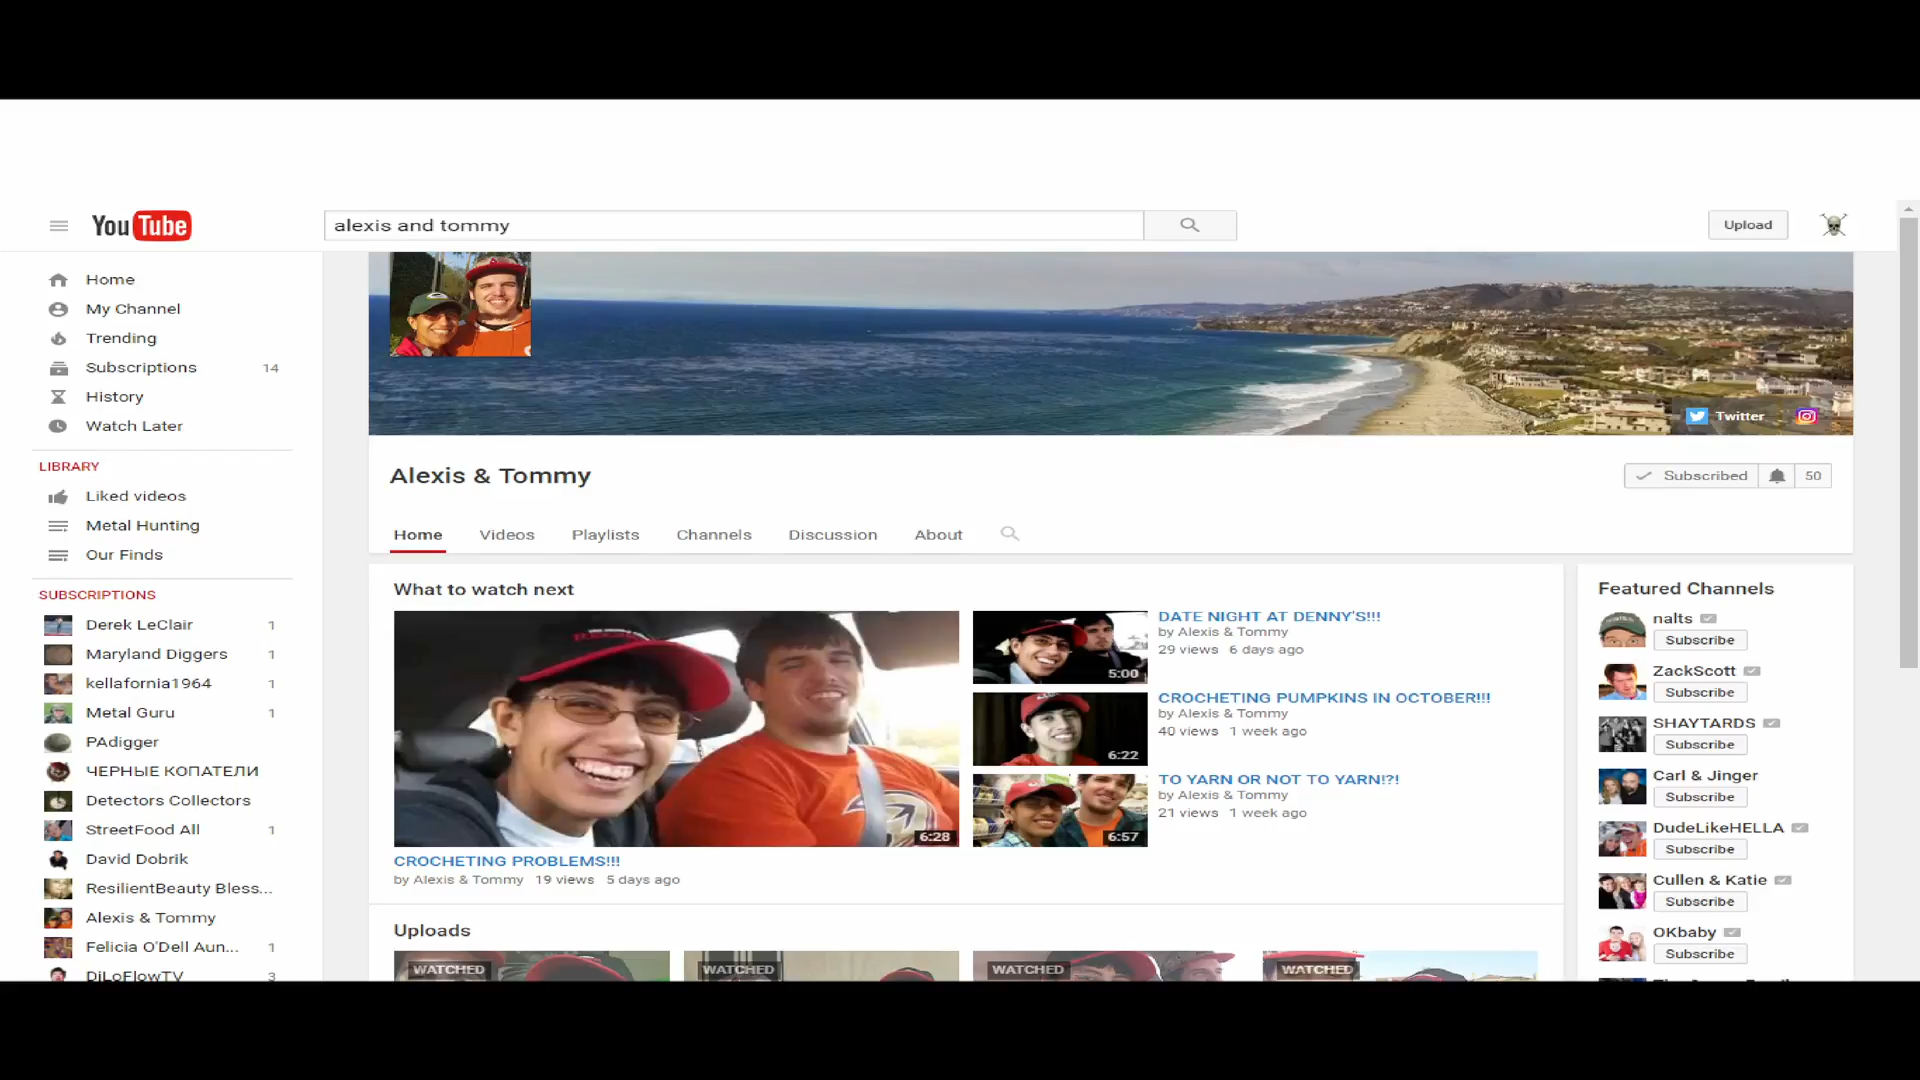 YouTube
alexis and tommy
Upload
Home
My Channel
Trending
Subscriptions 14
History
Watch Later
LIBRARY
Liked videos
Metal Hunting
Our Finds
SUBSCRIPTIONS
Derek LeClair 1
Maryland Diggers 1
kellafornia1964 1
Metal Guru 1
PAdigger
ЧЕРНЫЕ КОПАТЕЛИ
Detectors Collectors
StreetFood All 1
David Dobrik
ResilientBeauty Bless...
Alexis & Tommy
Felicia O'Dell Aun... 1
DiLoFlowTV 3
Twitter
Alexis & Tommy
Subscribed 50
Home Videos Playlists Channels Discussion About
What to watch next
6:28
CROCHETING PROBLEMS!!!
by Alexis & Tommy 19 views 5 days ago
5:00
DATE NIGHT AT DENNY'S!!!
by Alexis & Tommy
29 views 6 days ago
6:22
CROCHETING PUMPKINS IN OCTOBER!!!
by Alexis & Tommy
40 views 1 week ago
6:57
TO YARN OR NOT TO YARN!?!
by Alexis & Tommy
21 views 1 week ago
Uploads
WATCHED WATCHED WATCHED WATCHED
Featured Channels
nalts
Subscribe
ZackScott
Subscribe
SHAYTARDS
Subscribe
Carl & Jinger
Subscribe
DudeLikeHELLA
Subscribe
Cullen & Katie
Subscribe
OKbaby
Subscribe